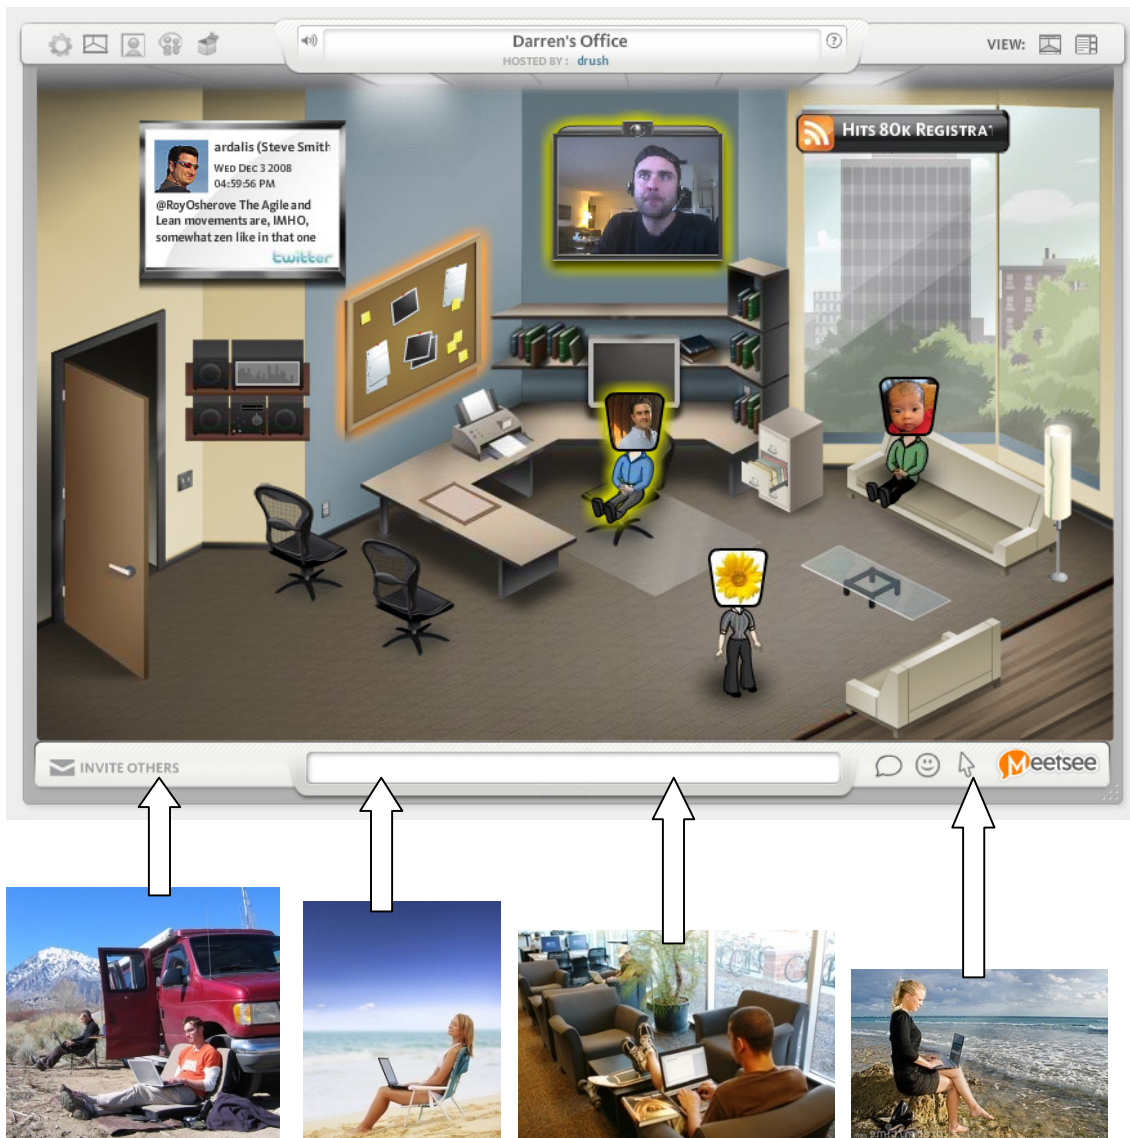 Darren's Office
HOSTED BY : drush
VIEW:
ardalis (Steve Smith
WED DEC 3 2008
04:59:56 PM
@RoyOsherove The Agile and
Lean movements are, IMHO,
somewhat zen like in that one
twitter
HITS 80K REGISTRAT
INVITE OTHERS
Meetsee